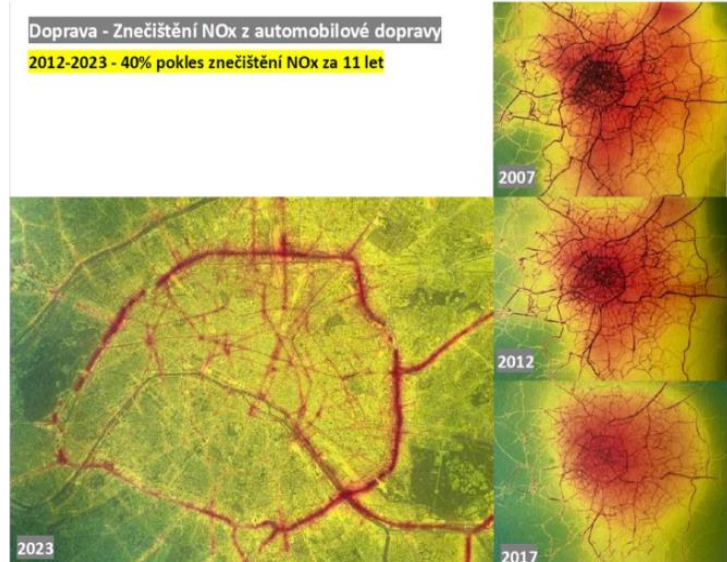 Doprava - Znečištění NOx z automobilové dopravy
2012-2023 - 40% pokles znečištění NOx za 11 let
2007
2012
2017
2023